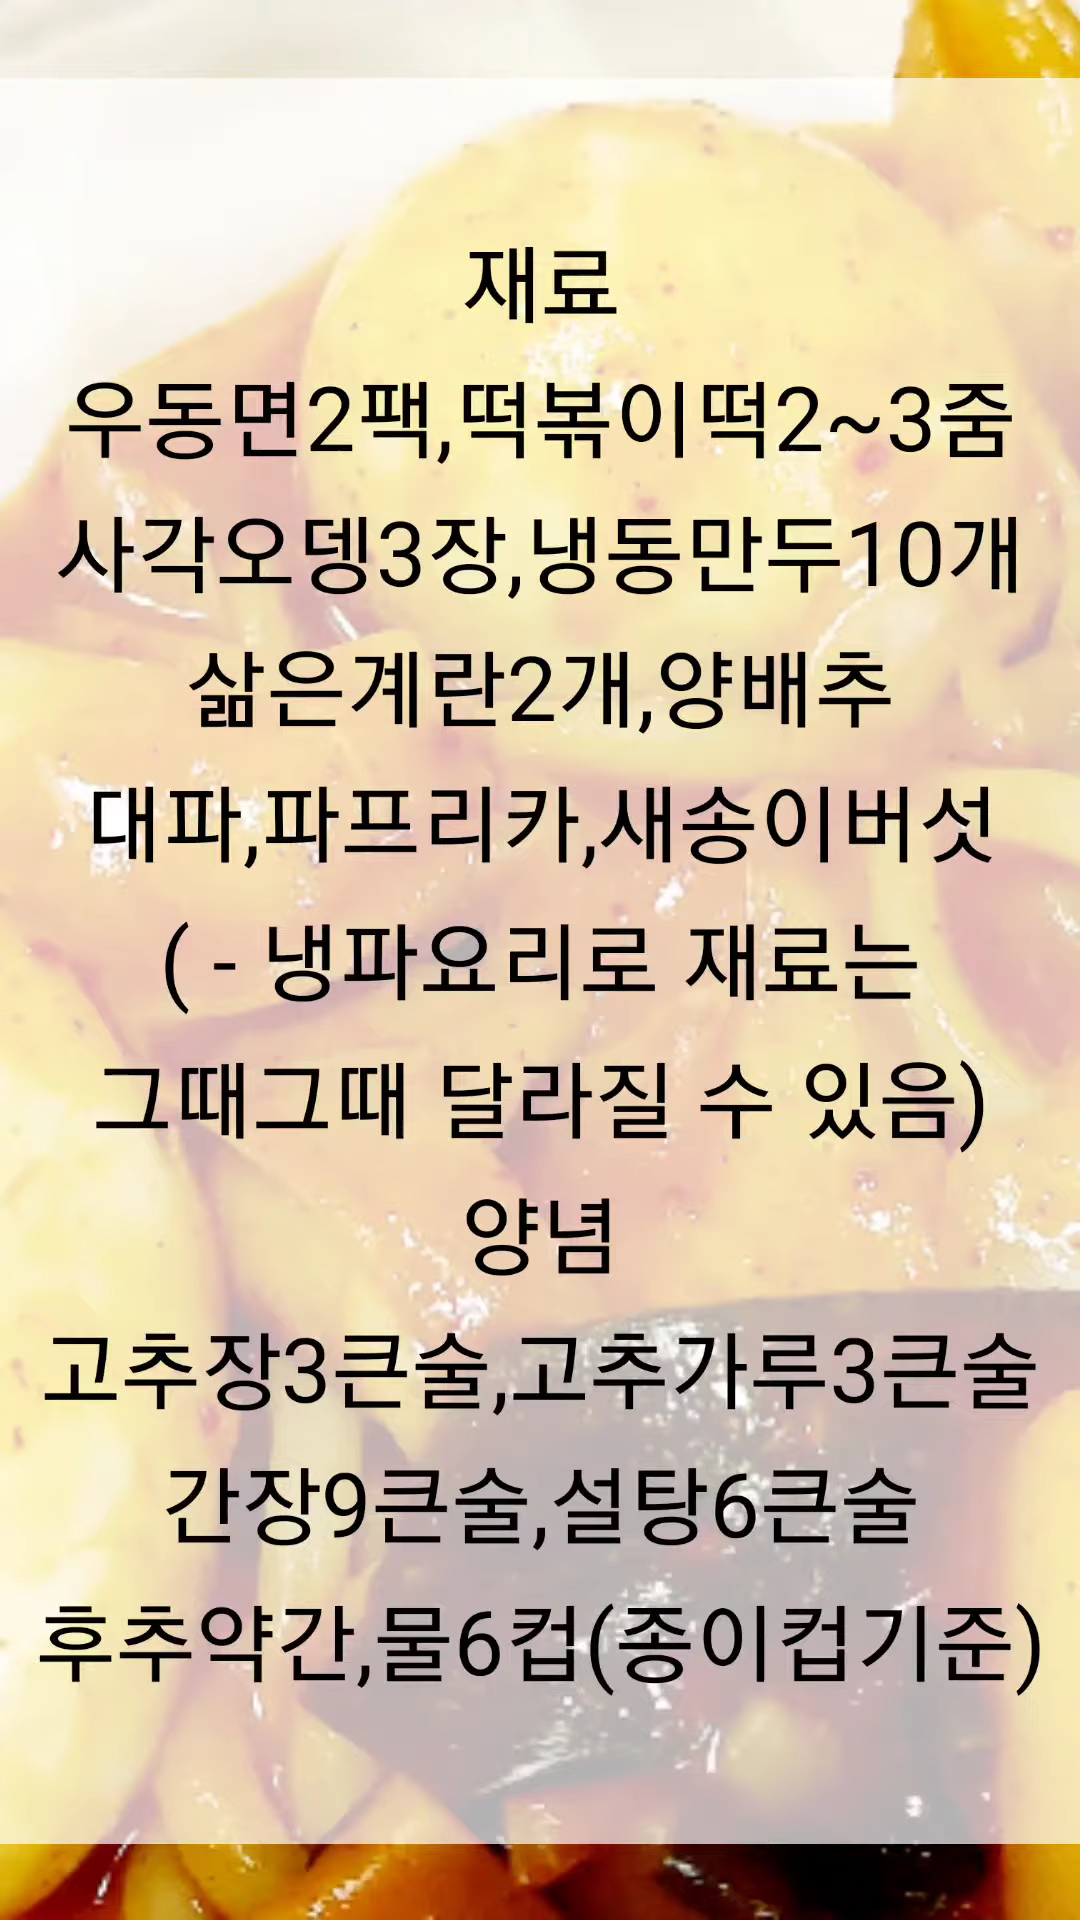 재료
우동면2팩,떡볶이떡2~3줌
사각오뎅3장,냉동만두10개
삶은계란2개,양배추
대파,파프리카,새송이버섯
( - 냉파요리로 재료는
그때그때 달라질 수 있음)
양념
고추장3큰술,고추가루3큰술
간장9큰술,설탕6큰술
후추약간,물6컵(종이컵기준)